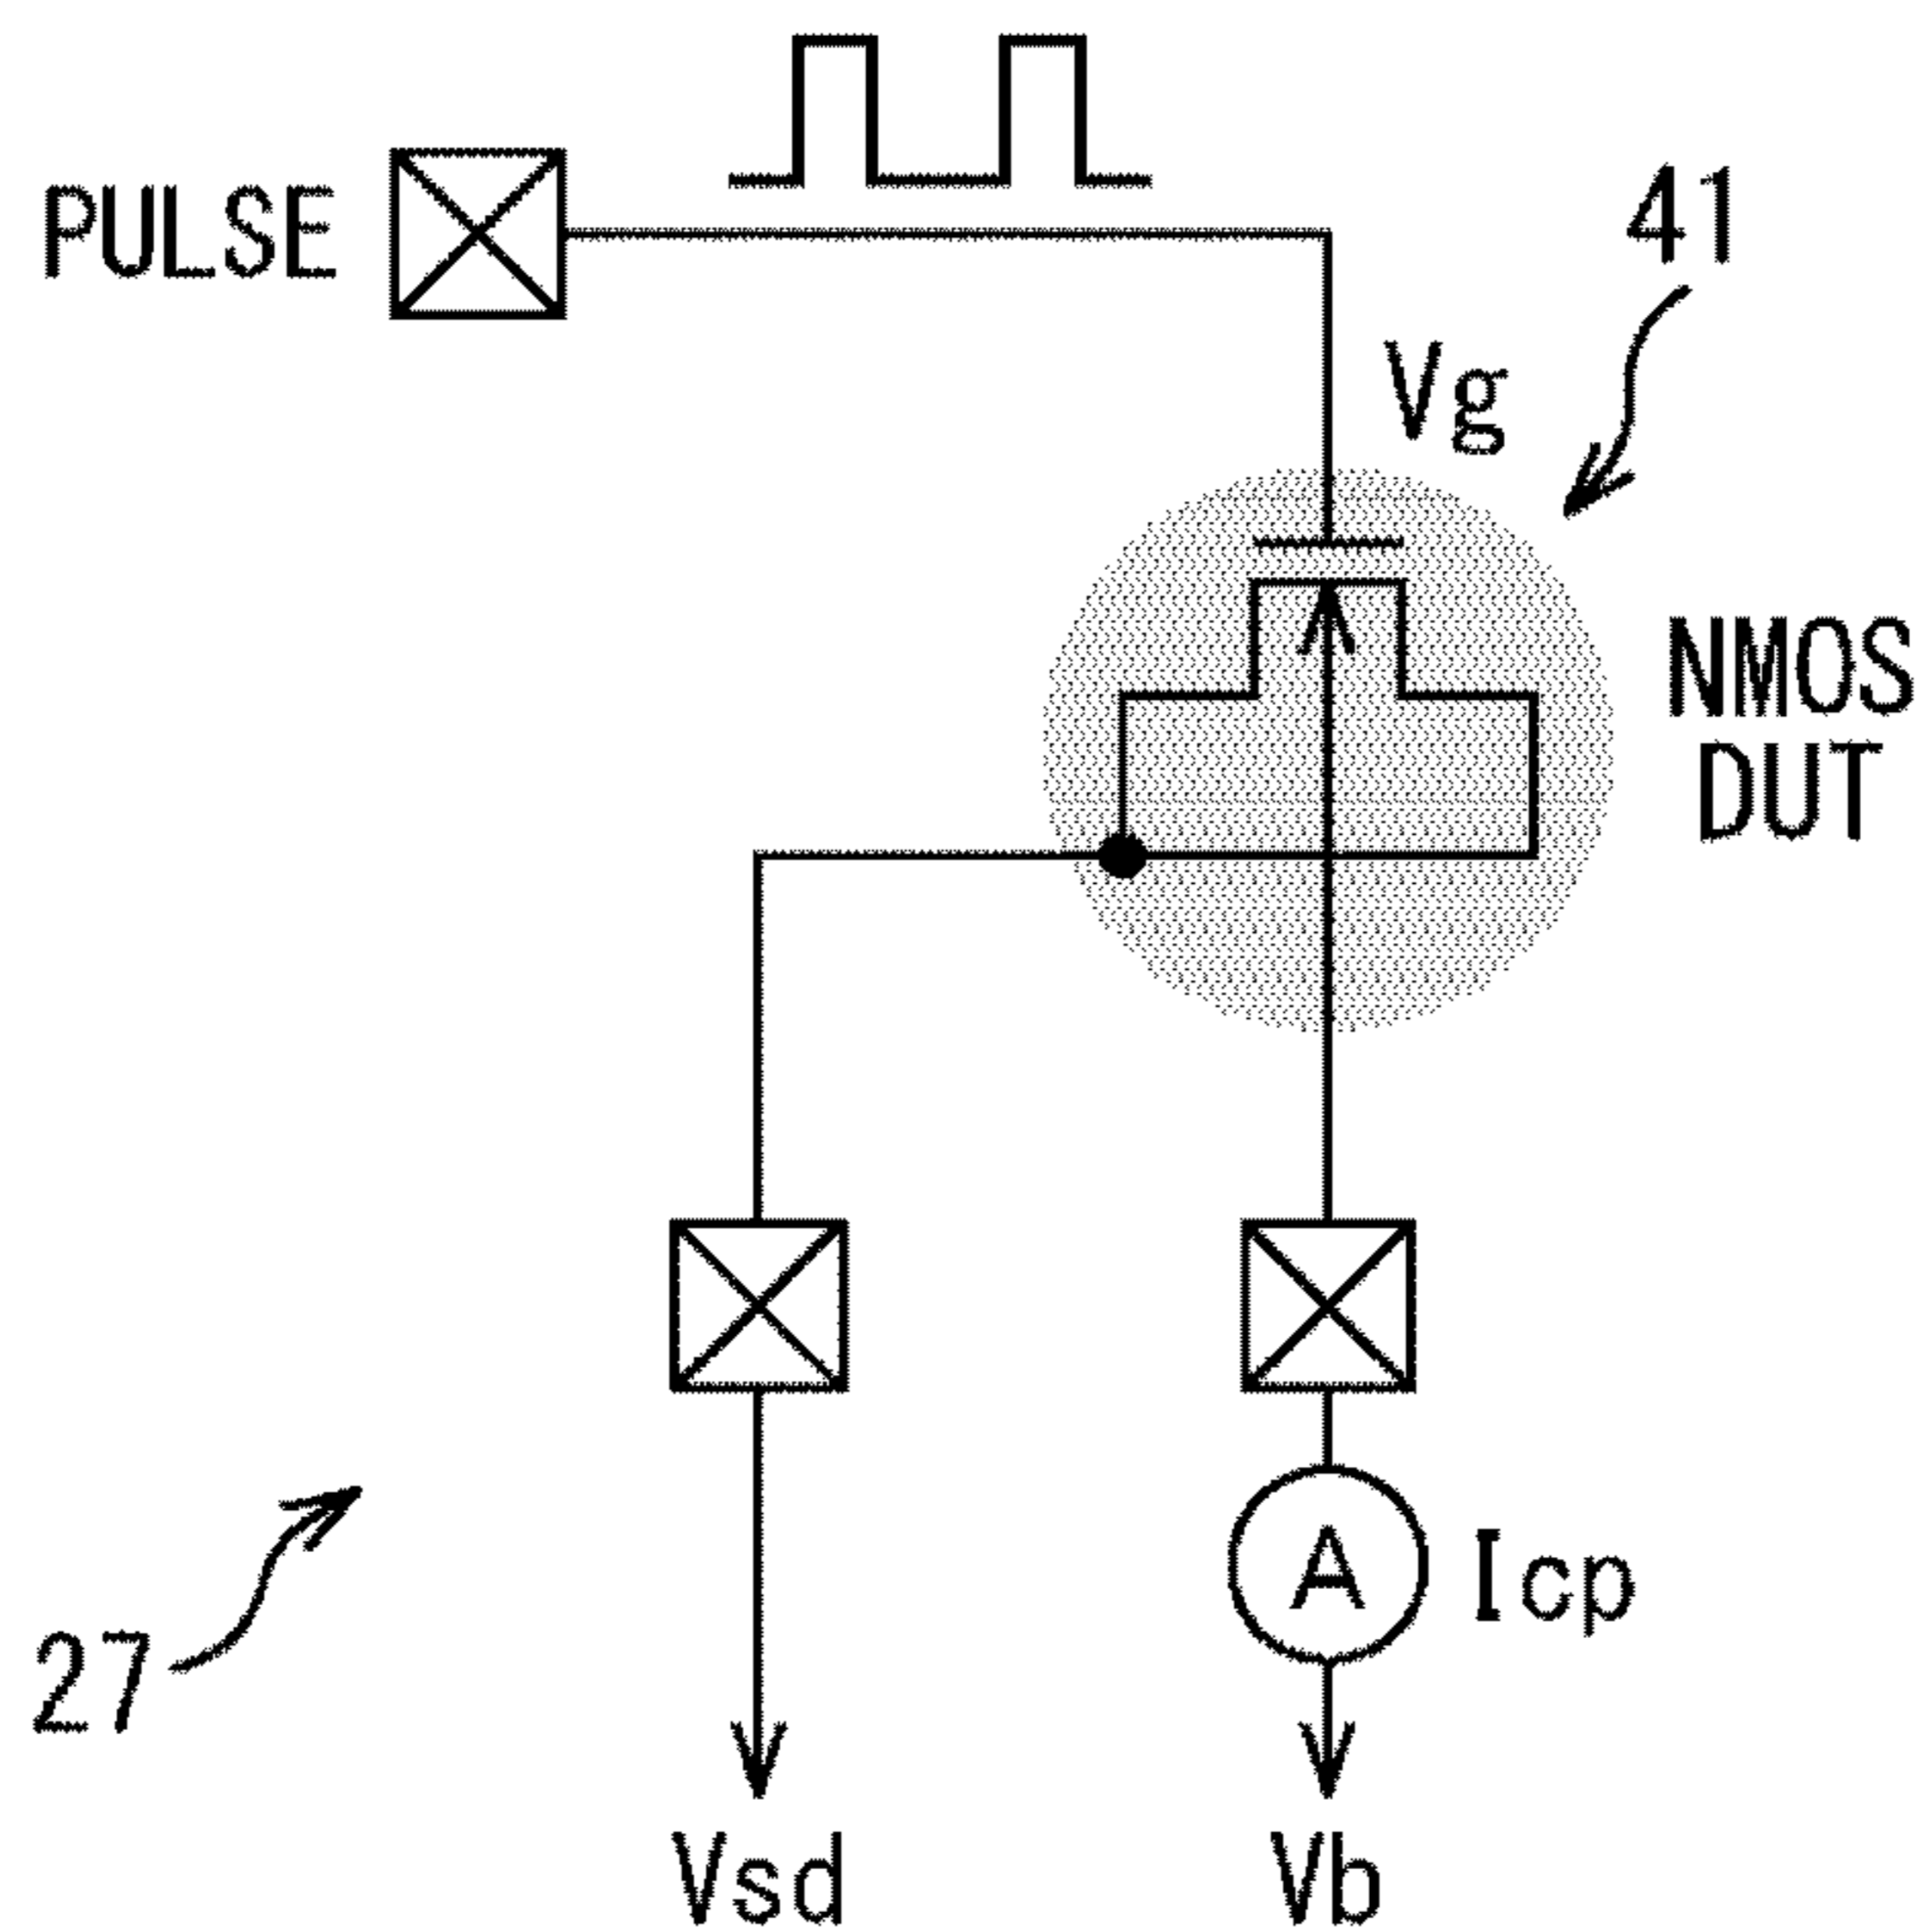 PULSE
41
Vg
NMOS
DUT
A
Icp
27
Vsd
Vb